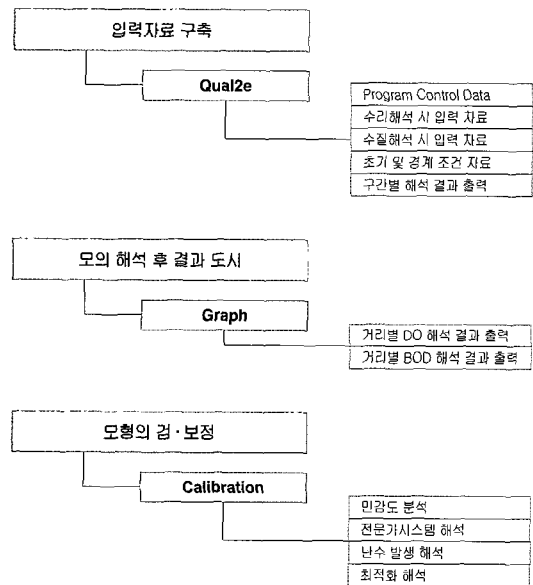 입력자료 구축
Qual2e
Program Control Data
수리해석 시 입력 자료
수질해석 시 입력 자료
초기 및 경계 조건 자료
구간별 해석 결과 출력
모의 해석 후 결과 도시
Graph
거리별 DO 해석 결과 출력
거리별 BOD 해석 결과 출력
모형의 검·보정
Calibration
민감도 분석
전문가시스템 해석
난수 발생 해석
최적화 해석